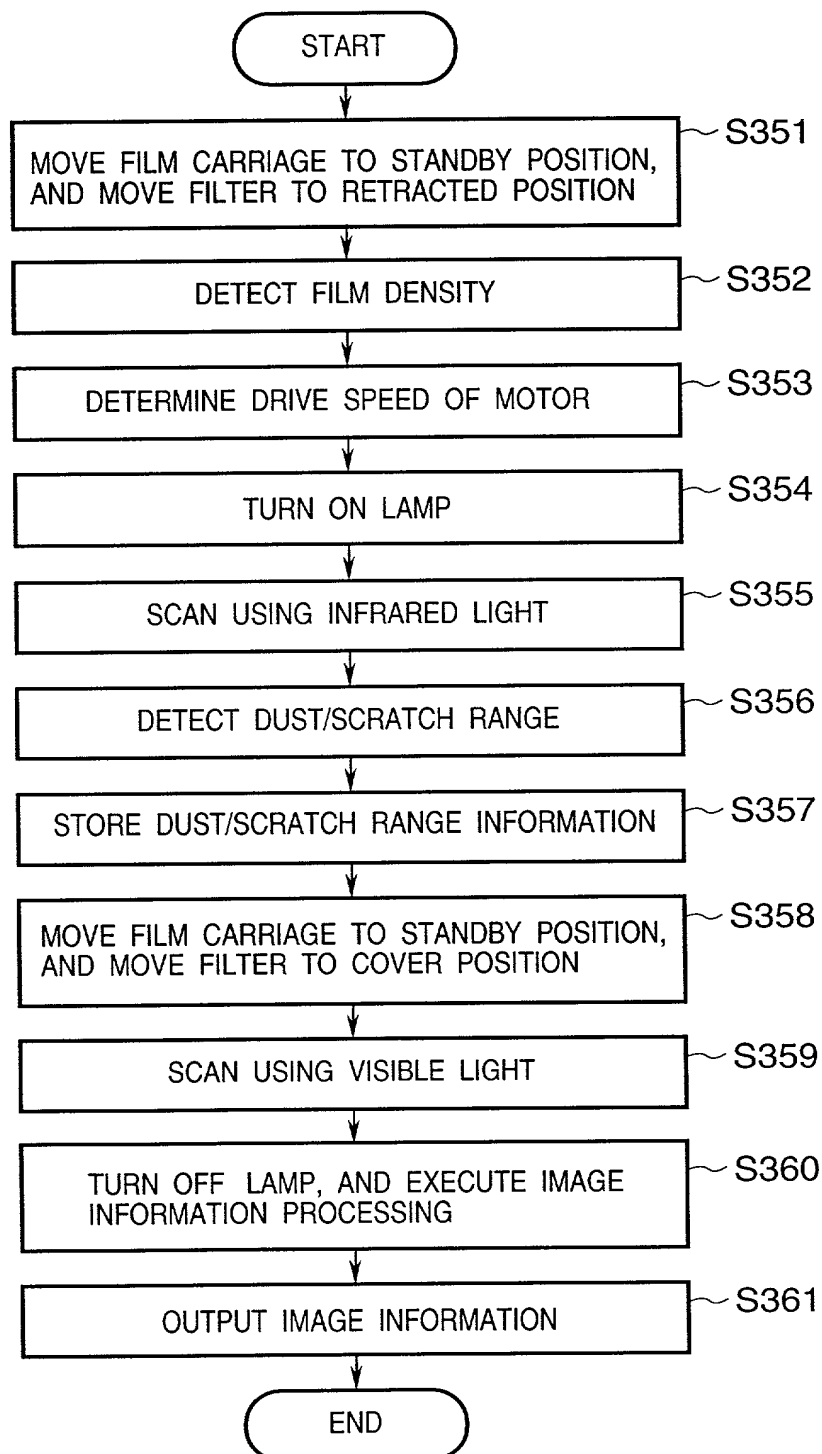 START
MOVE FILM CARRIAGE TO STANDBY POSITION,
AND MOVE FILTER TO RETRACTED POSITION
S351
DETECT FILM DENSITY
S352
DETERMINE DRIVE SPEED OF MOTOR
S353
TURN ON LAMP
S354
SCAN USING INFRARED LIGHT
S355
DETECT DUST/SCRATCH RANGE
S356
STORE DUST/SCRATCH RANGE INFORMATION
S357
MOVE FILM CARRIAGE TO STANDBY POSITION,
AND MOVE FILTER TO COVER POSITION
S358
SCAN USING VISIBLE LIGHT
S359
TURN OFF LAMP, AND EXECUTE IMAGE
INFORMATION PROCESSING
S360
OUTPUT IMAGE INFORMATION
S361
END